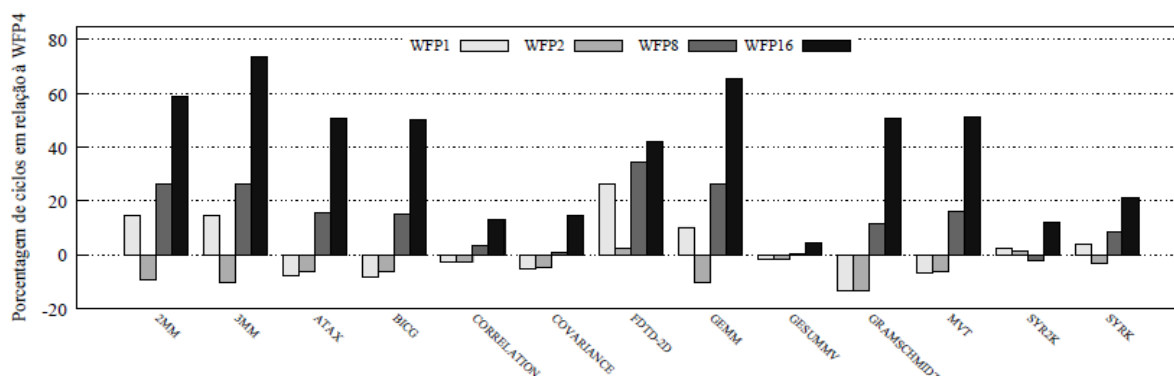 Porcentagem de ciclos em relação à WFP4
80
60
40
20
0
-20
WFP1 WFP2 WFP8 WFP16
2MM
3MM
ATAX
BICG
CORRELATION
COVARIANCE
FDTD-2D
GEMM
GESUMMV
MVT
SYR2K
SYRK